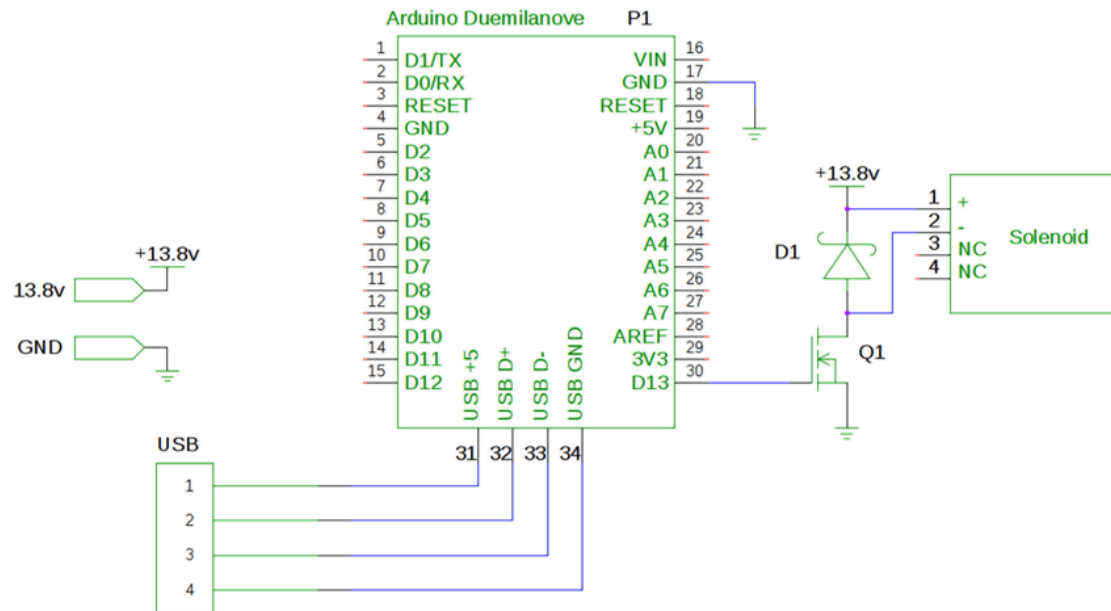 Arduino Duemilanove P1
1 D1/TX VIN 16
2 D0/RX GND 17
3 RESET RESET 18
4 GND +5V 19
5 D2 A0 20
6 D3 A1 21
7 D4 A2 22
8 D5 A3 23
9 D6 A4 24
10 D7 A5 25
11 D8 A6 26
12 D9 A7 27
13 D10 AREF 28
14 D11 3V3 29
15 D12 D13 30
USB +5
USB D+
USB D-
USB GND
31 32 33 34
+13.8v
13.8v
GND
+13.8v
D1
Q1
1 +
2 -
3 NC
4 NC
Solenoid
USB
1
2
3
4